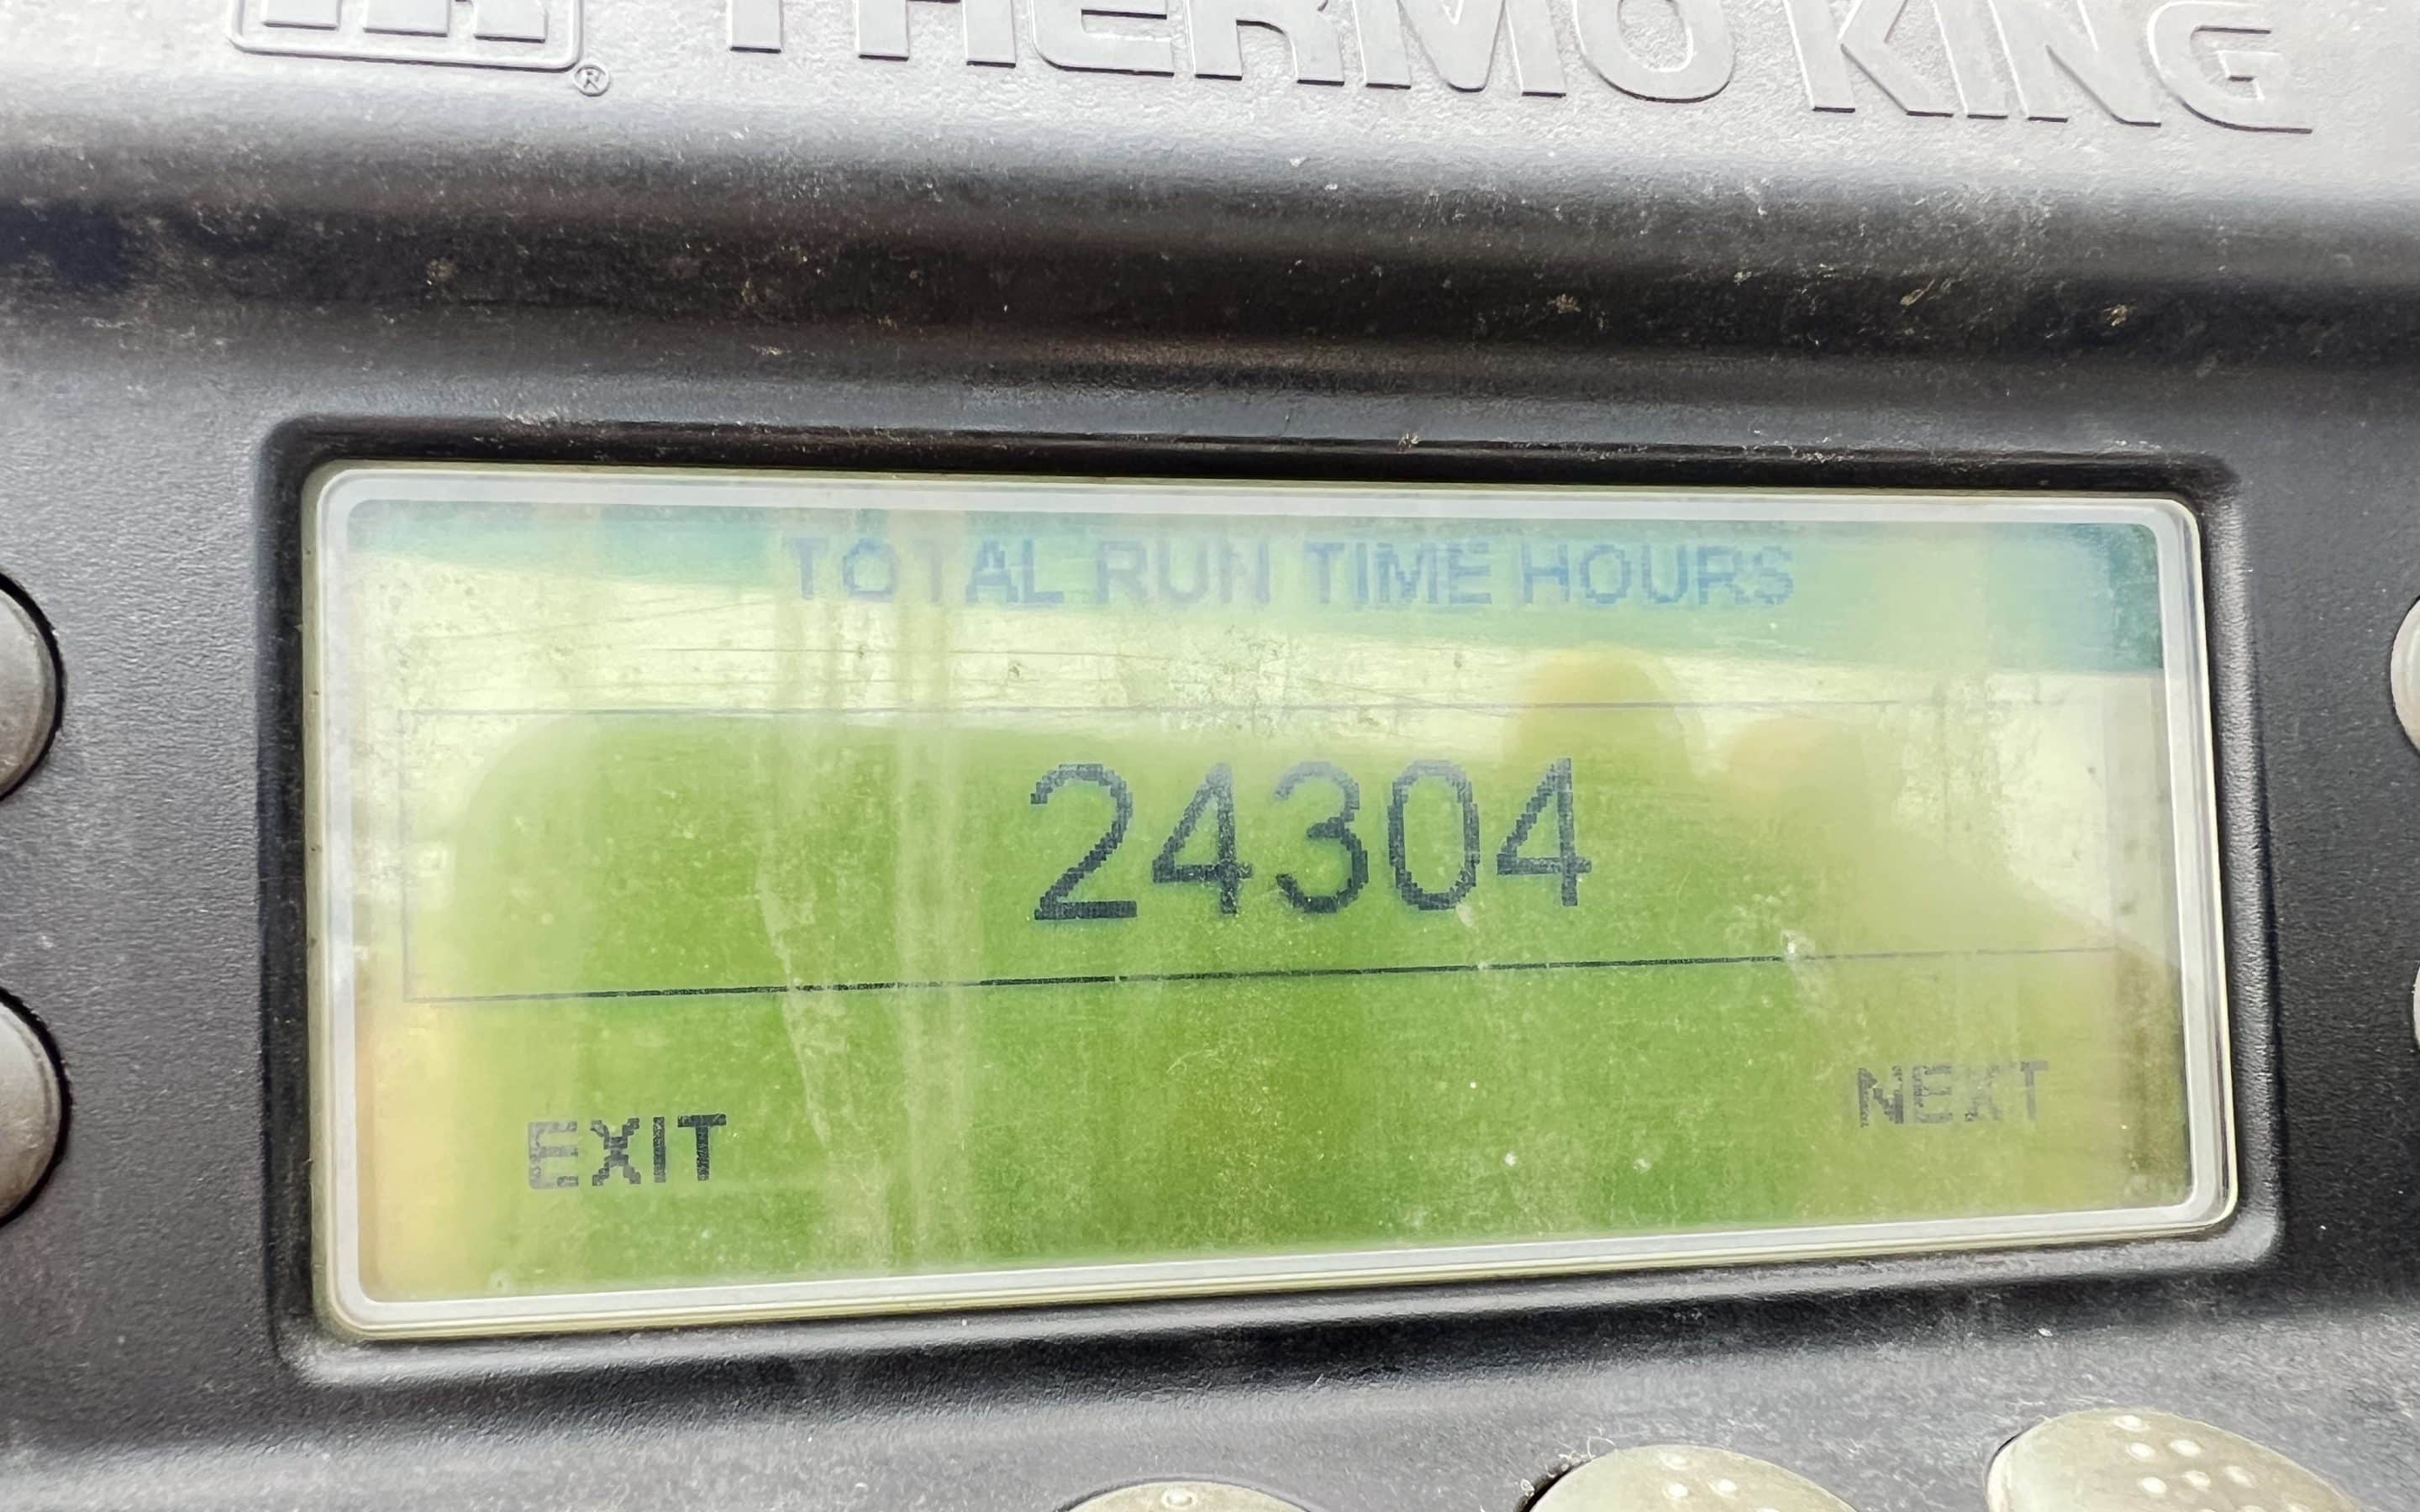 THERMO KING
®
TOTAL RUN TIME HOURS
24304
EXIT
NEXT